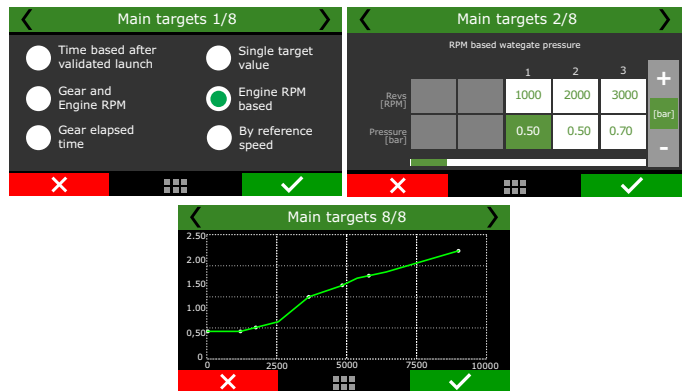 Main targets 1/8
Time based after
validated launch
Single target
value
Gear and
Engine RPM
Engine RPM
based
Gear elapsed
time
By reference
speed
Main targets 2/8
RPM based wategate pressure
1 2 3
Revs
[RPM]
1000 2000 3000
Pressure
[bar]
0.50 0.50 0.70
+
[bar]
-
Main targets 8/8
2.50
2.00
1.50
1.00
0,50
0
0 2500 5000 7500 10000